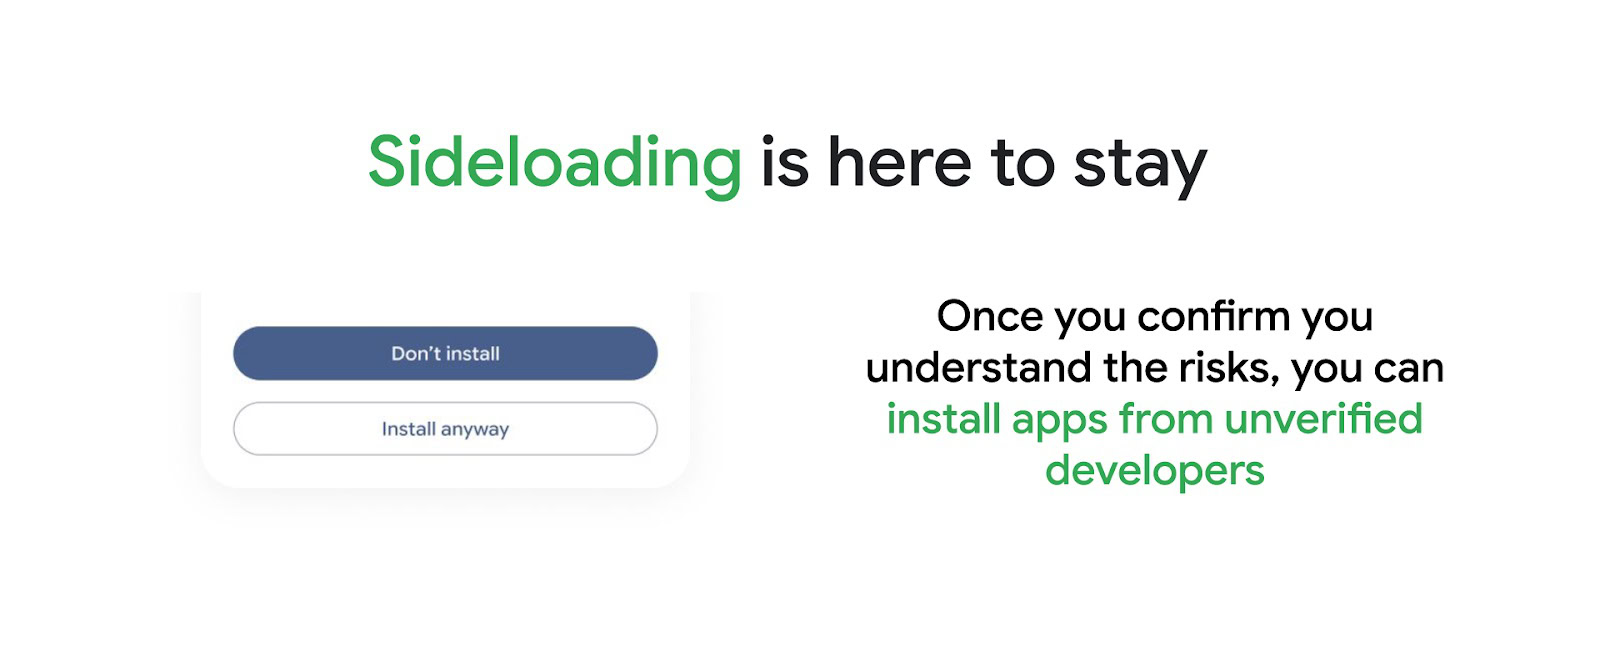 Sideloading is here to stay
Don’t install
Install anyway
Once you confirm you
understand the risks, you can
install apps from unverified
developers